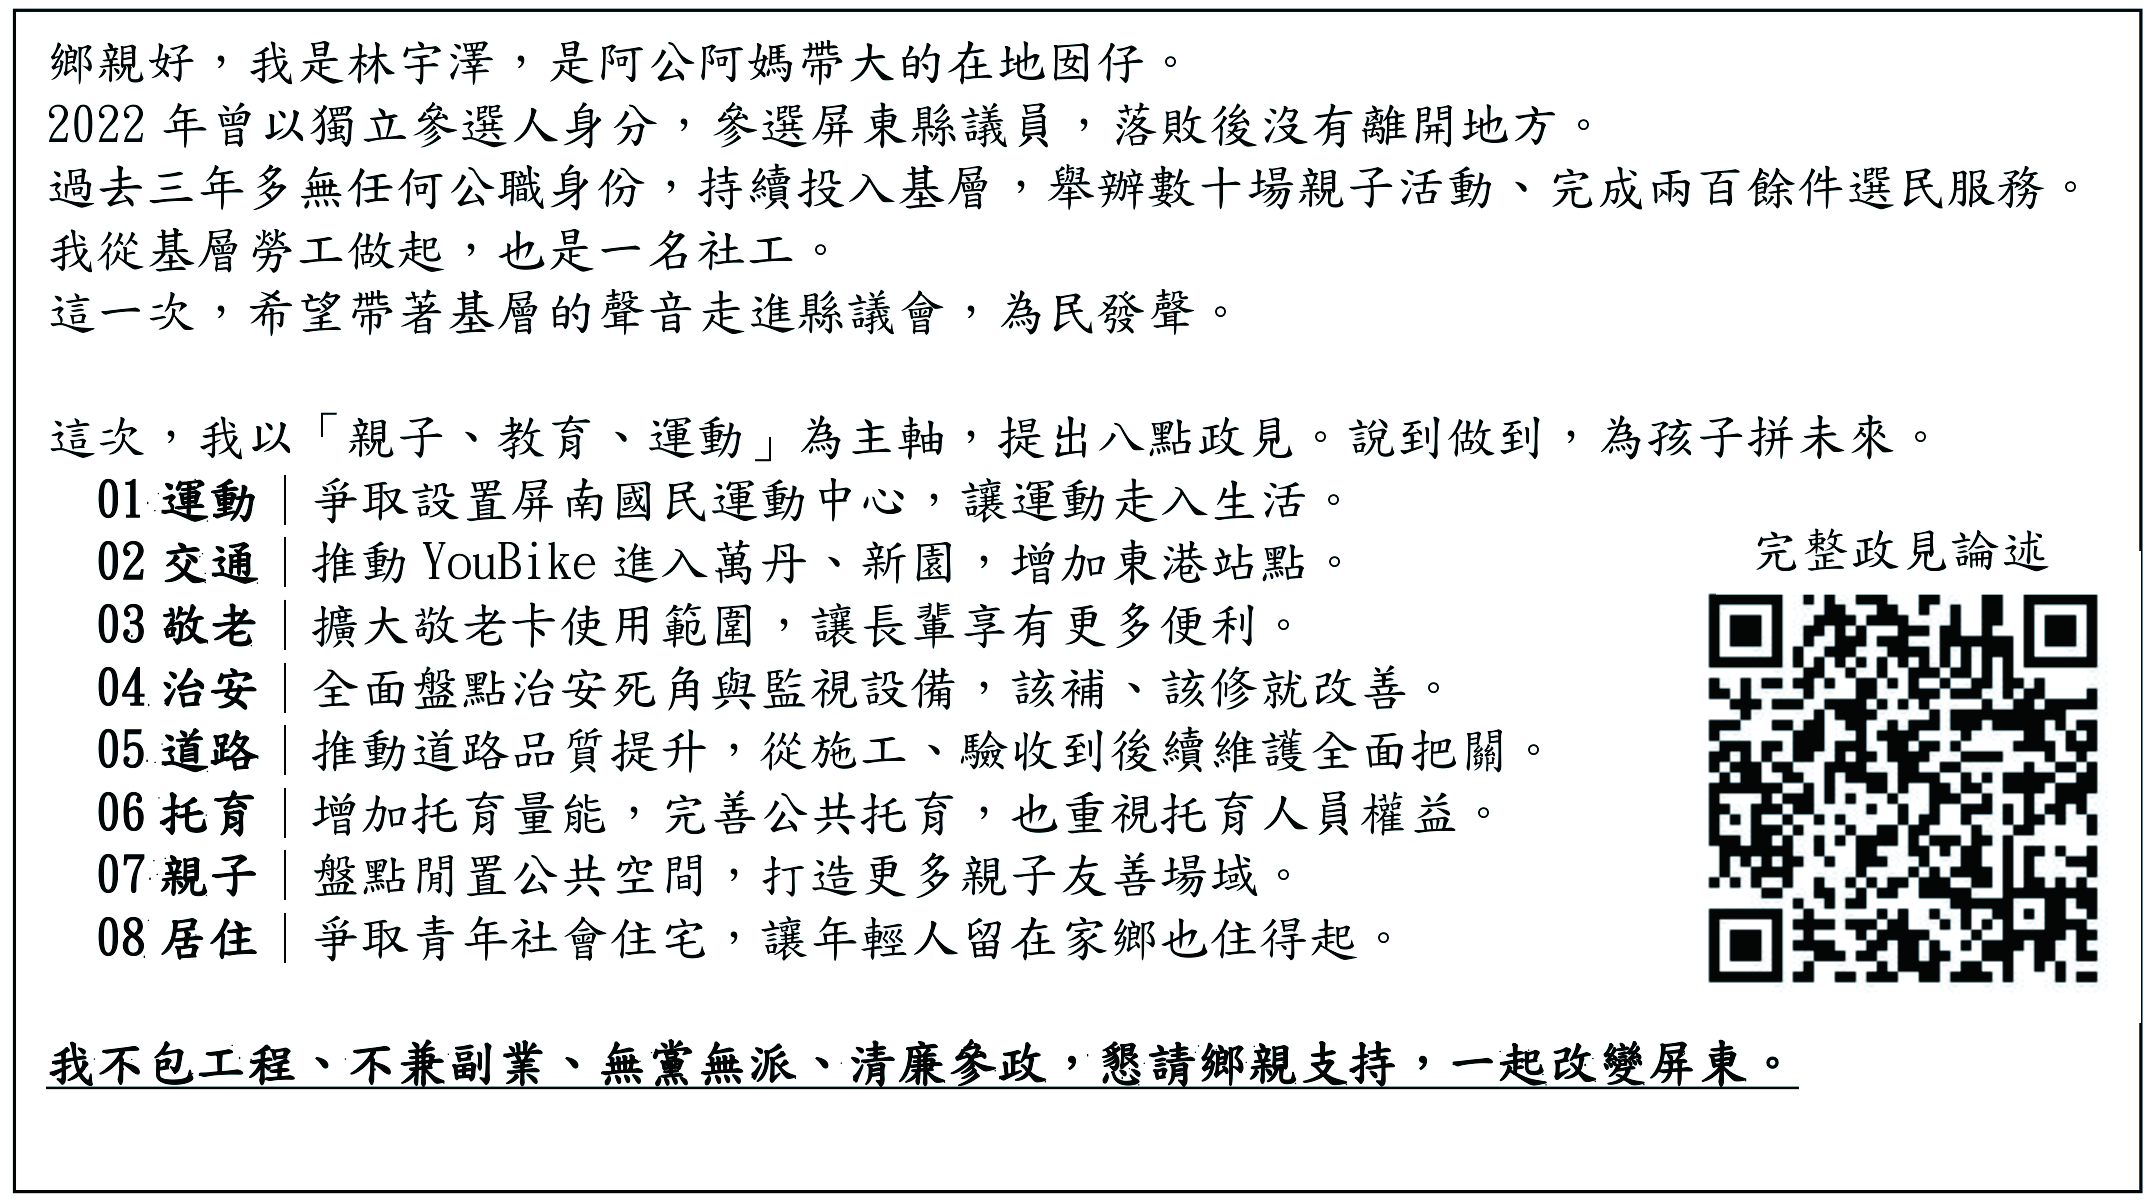 鄉親好，我是林宇澤，是阿公阿媽帶大的在地囡仔。
2022 年曾以獨立參選人身分，參選屏東縣議員，落敗後沒有離開地方。
過去三年多無任何公職身份，持續投入基層，舉辦數十場親子活動、完成兩百餘件選民服務。
我從基層勞工做起，也是一名社工。
這一次，希望帶著基層的聲音走進縣議會，為民發聲。
這次，我以「親子、教育、運動」為主軸，提出八點政見。說到做到，為孩子拼未來。
01 運動｜爭取設置屏南國民運動中心，讓運動走入生活。
02 交通｜推動 YouBike 進入萬丹、新園，增加東港站點。
03 敬老｜擴大敬老卡使用範圍，讓長輩享有更多便利。
04 治安｜全面盤點治安死角與監視設備，該補、該修就改善。
05 道路｜推動道路品質提升，從施工、驗收到後續維護全面把關。
06 托育｜增加托育量能，完善公共托育，也重視托育人員權益。
07 親子｜盤點閒置公共空間，打造更多親子友善場域。
08 居住｜爭取青年社會住宅，讓年輕人留在家鄉也住得起。
完整政見論述
我不包工程、不兼副業、無黨無派、清廉參政，懇請鄉親支持，一起改變屏東。